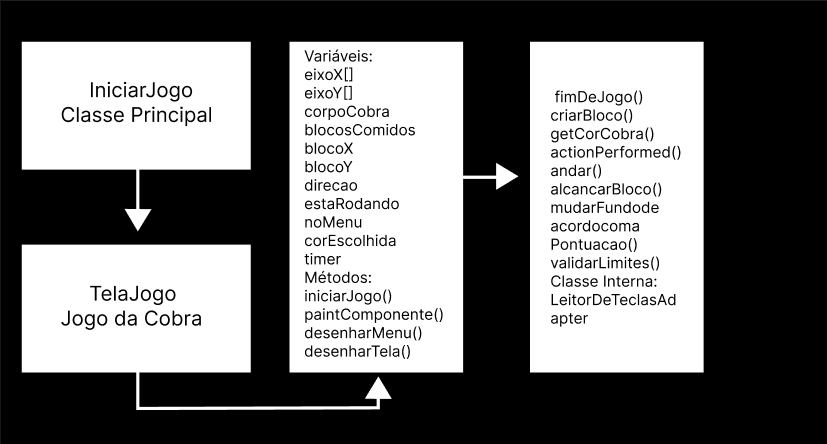 IniciarJogo
Classe Principal
TelaJogo
Jogo da Cobra
Variáveis:
eixoX[]
eixoY[]
corpoCobra
blocosComidos
blocoX
blocoY
direcao
estaRodando
noMenu
corEscolhida
timer
Métodos:
iniciarJogo()
paintComponente()
desenharMenu()
desenharTela()
fimDeJogo()
criarBloco()
getCorCobra()
actionPerformed()
andar()
alcancarBloco()
mudarFundode
acordocoma
Pontuacao()
validarLimites()
Classe Interna:
LeitorDeTeclasAd
apter